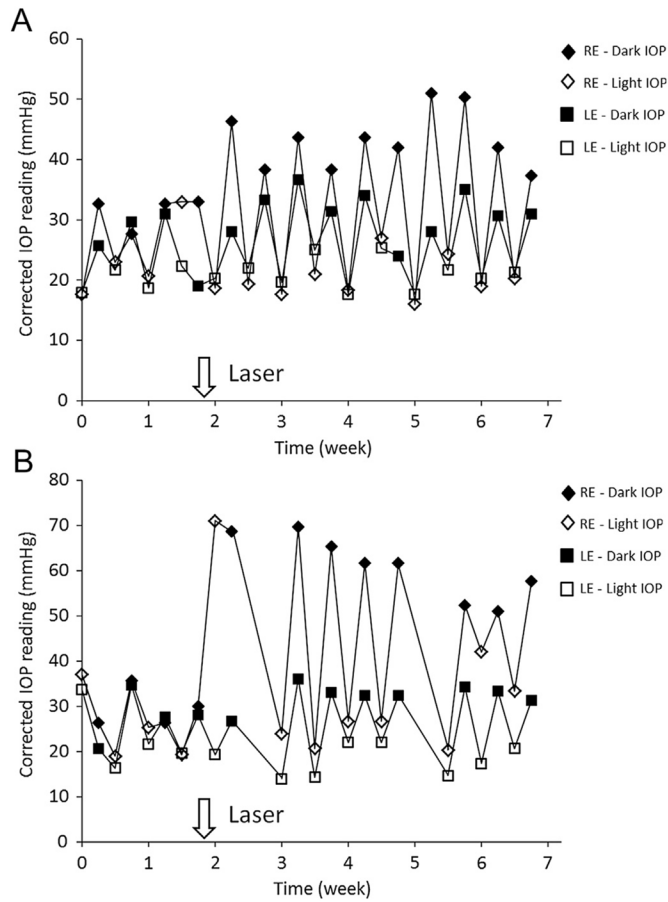 A
60
50
40
30
20
10
0
Corrected IOP reading (mmHg)
RE - Dark IOP
RE - Light IOP
LE - Dark IOP
LE - Light IOP
Laser
0 1 2 3 4 5 6 7
Time (week)
B
80
70
60
50
40
30
20
10
0
Corrected IOP reading (mmHg)
RE - Dark IOP
RE - Light IOP
LE - Dark IOP
LE - Light IOP
Laser
0 1 2 3 4 5 6 7
Time (week)